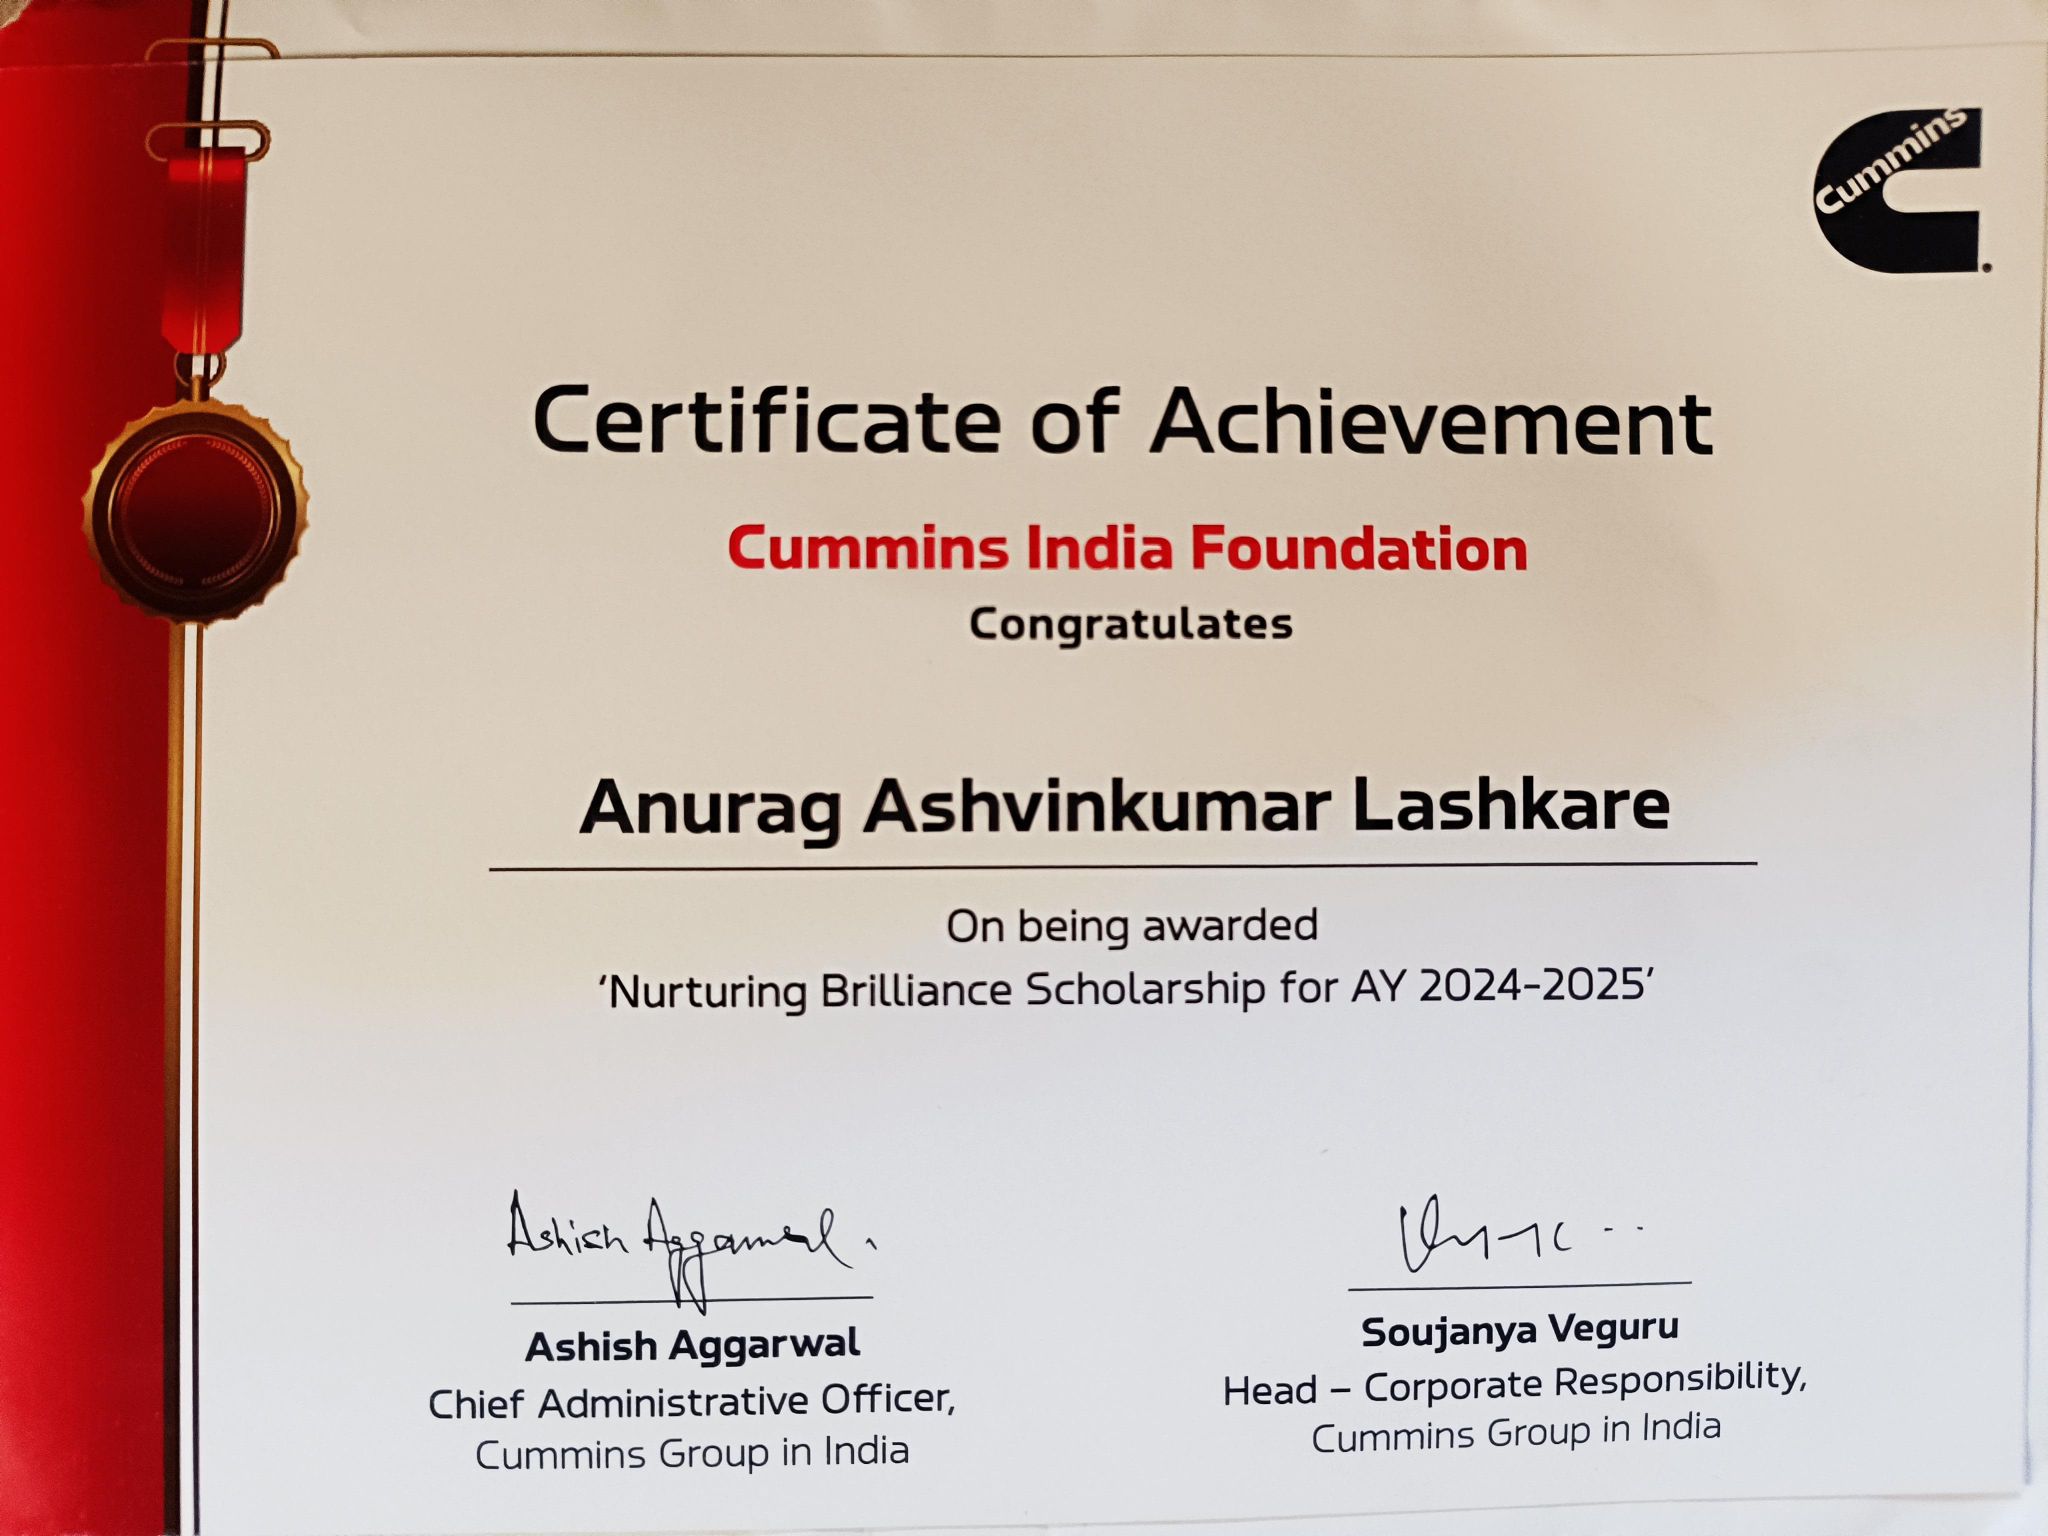 Cummins
Certificate of Achievement
Cummins India Foundation
Congratulates
Anurag Ashvinkumar Lashkare
On being awarded
‘Nurturing Brilliance Scholarship for AY 2024-2025’
Ashish Aggarwal.
Ashish Aggarwal
Chief Administrative Officer,
Cummins Group in India
Soujanya Veguru
Head – Corporate Responsibility,
Cummins Group in India